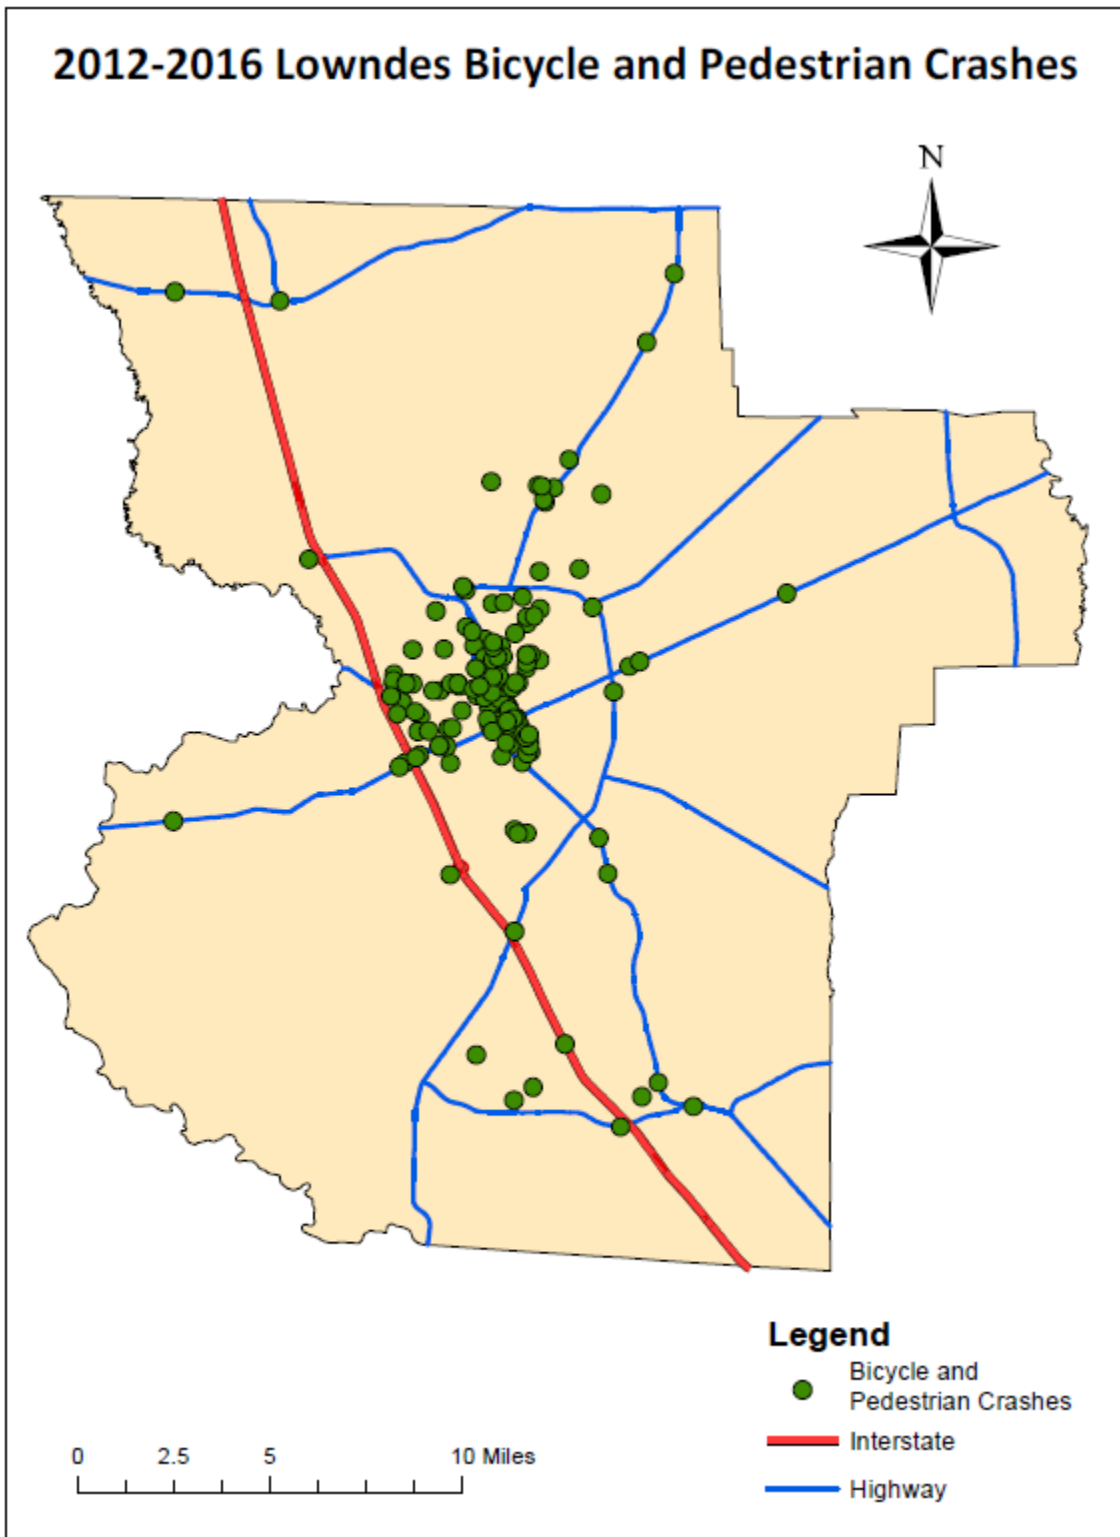 2012-2016 Lowndes Bicycle and Pedestrian Crashes
N
Legend
Bicycle and
Pedestrian Crashes
Interstate
Highway
0 2.5 5 10 Miles